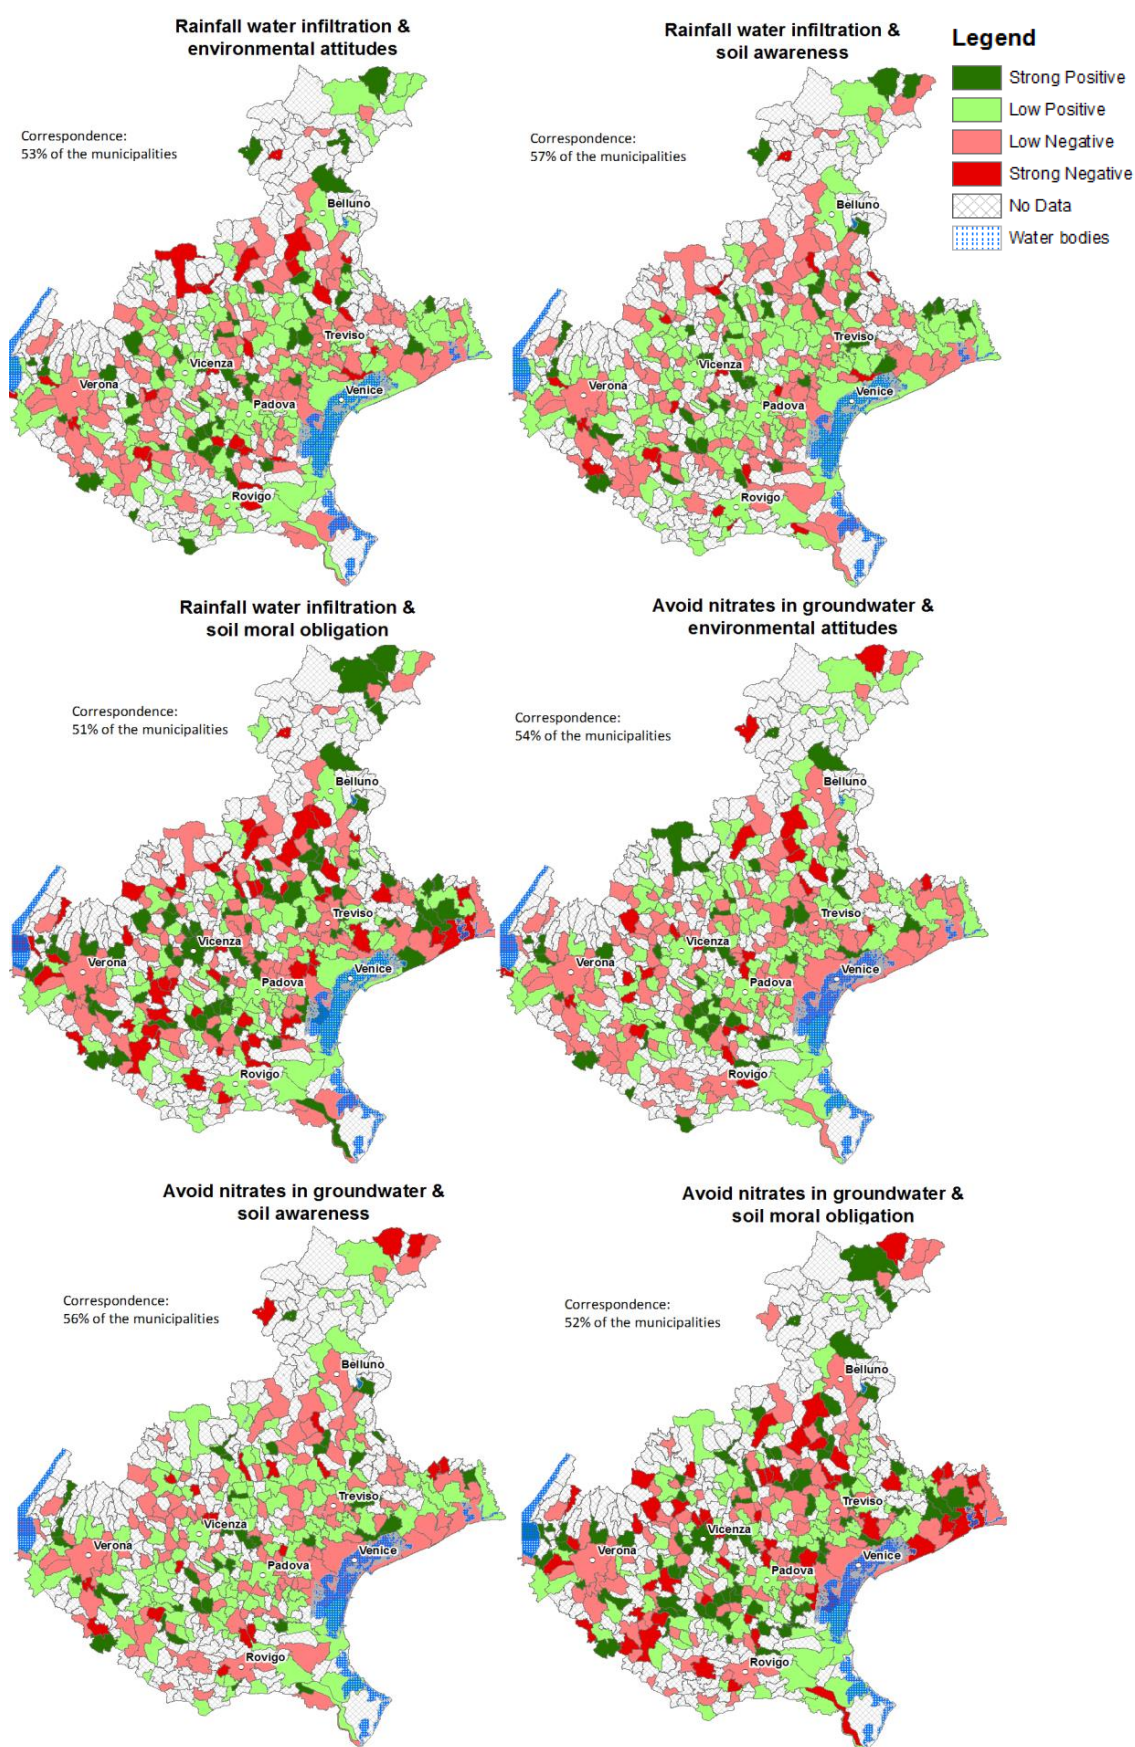 Rainfall water infiltration &
environmental attitudes
Correspondence:
53% of the municipalities
Belluno
Treviso
Vicenza
Verona
Venice
Padova
Rovigo
Rainfall water infiltration &
soil awareness
Correspondence:
57% of the municipalities
Belluno
Treviso
Vicenza
Verona
Venice
Padova
Rovigo
Legend
Strong Positive
Low Positive
Low Negative
Strong Negative
No Data
Water bodies
Rainfall water infiltration &
soil moral obligation
Correspondence:
51% of the municipalities
Belluno
Treviso
Vicenza
Verona
Venice
Padova
Rovigo
Avoid nitrates in groundwater &
environmental attitudes
Correspondence:
54% of the municipalities
Belluno
Treviso
Vicenza
Verona
Venice
Padova
Rovigo
Avoid nitrates in groundwater &
soil awareness
Correspondence:
56% of the municipalities
Belluno
Treviso
Vicenza
Verona
Venice
Padova
Rovigo
Avoid nitrates in groundwater &
soil moral obligation
Correspondence:
52% of the municipalities
Belluno
Treviso
Vicenza
Verona
Venice
Padova
Rovigo